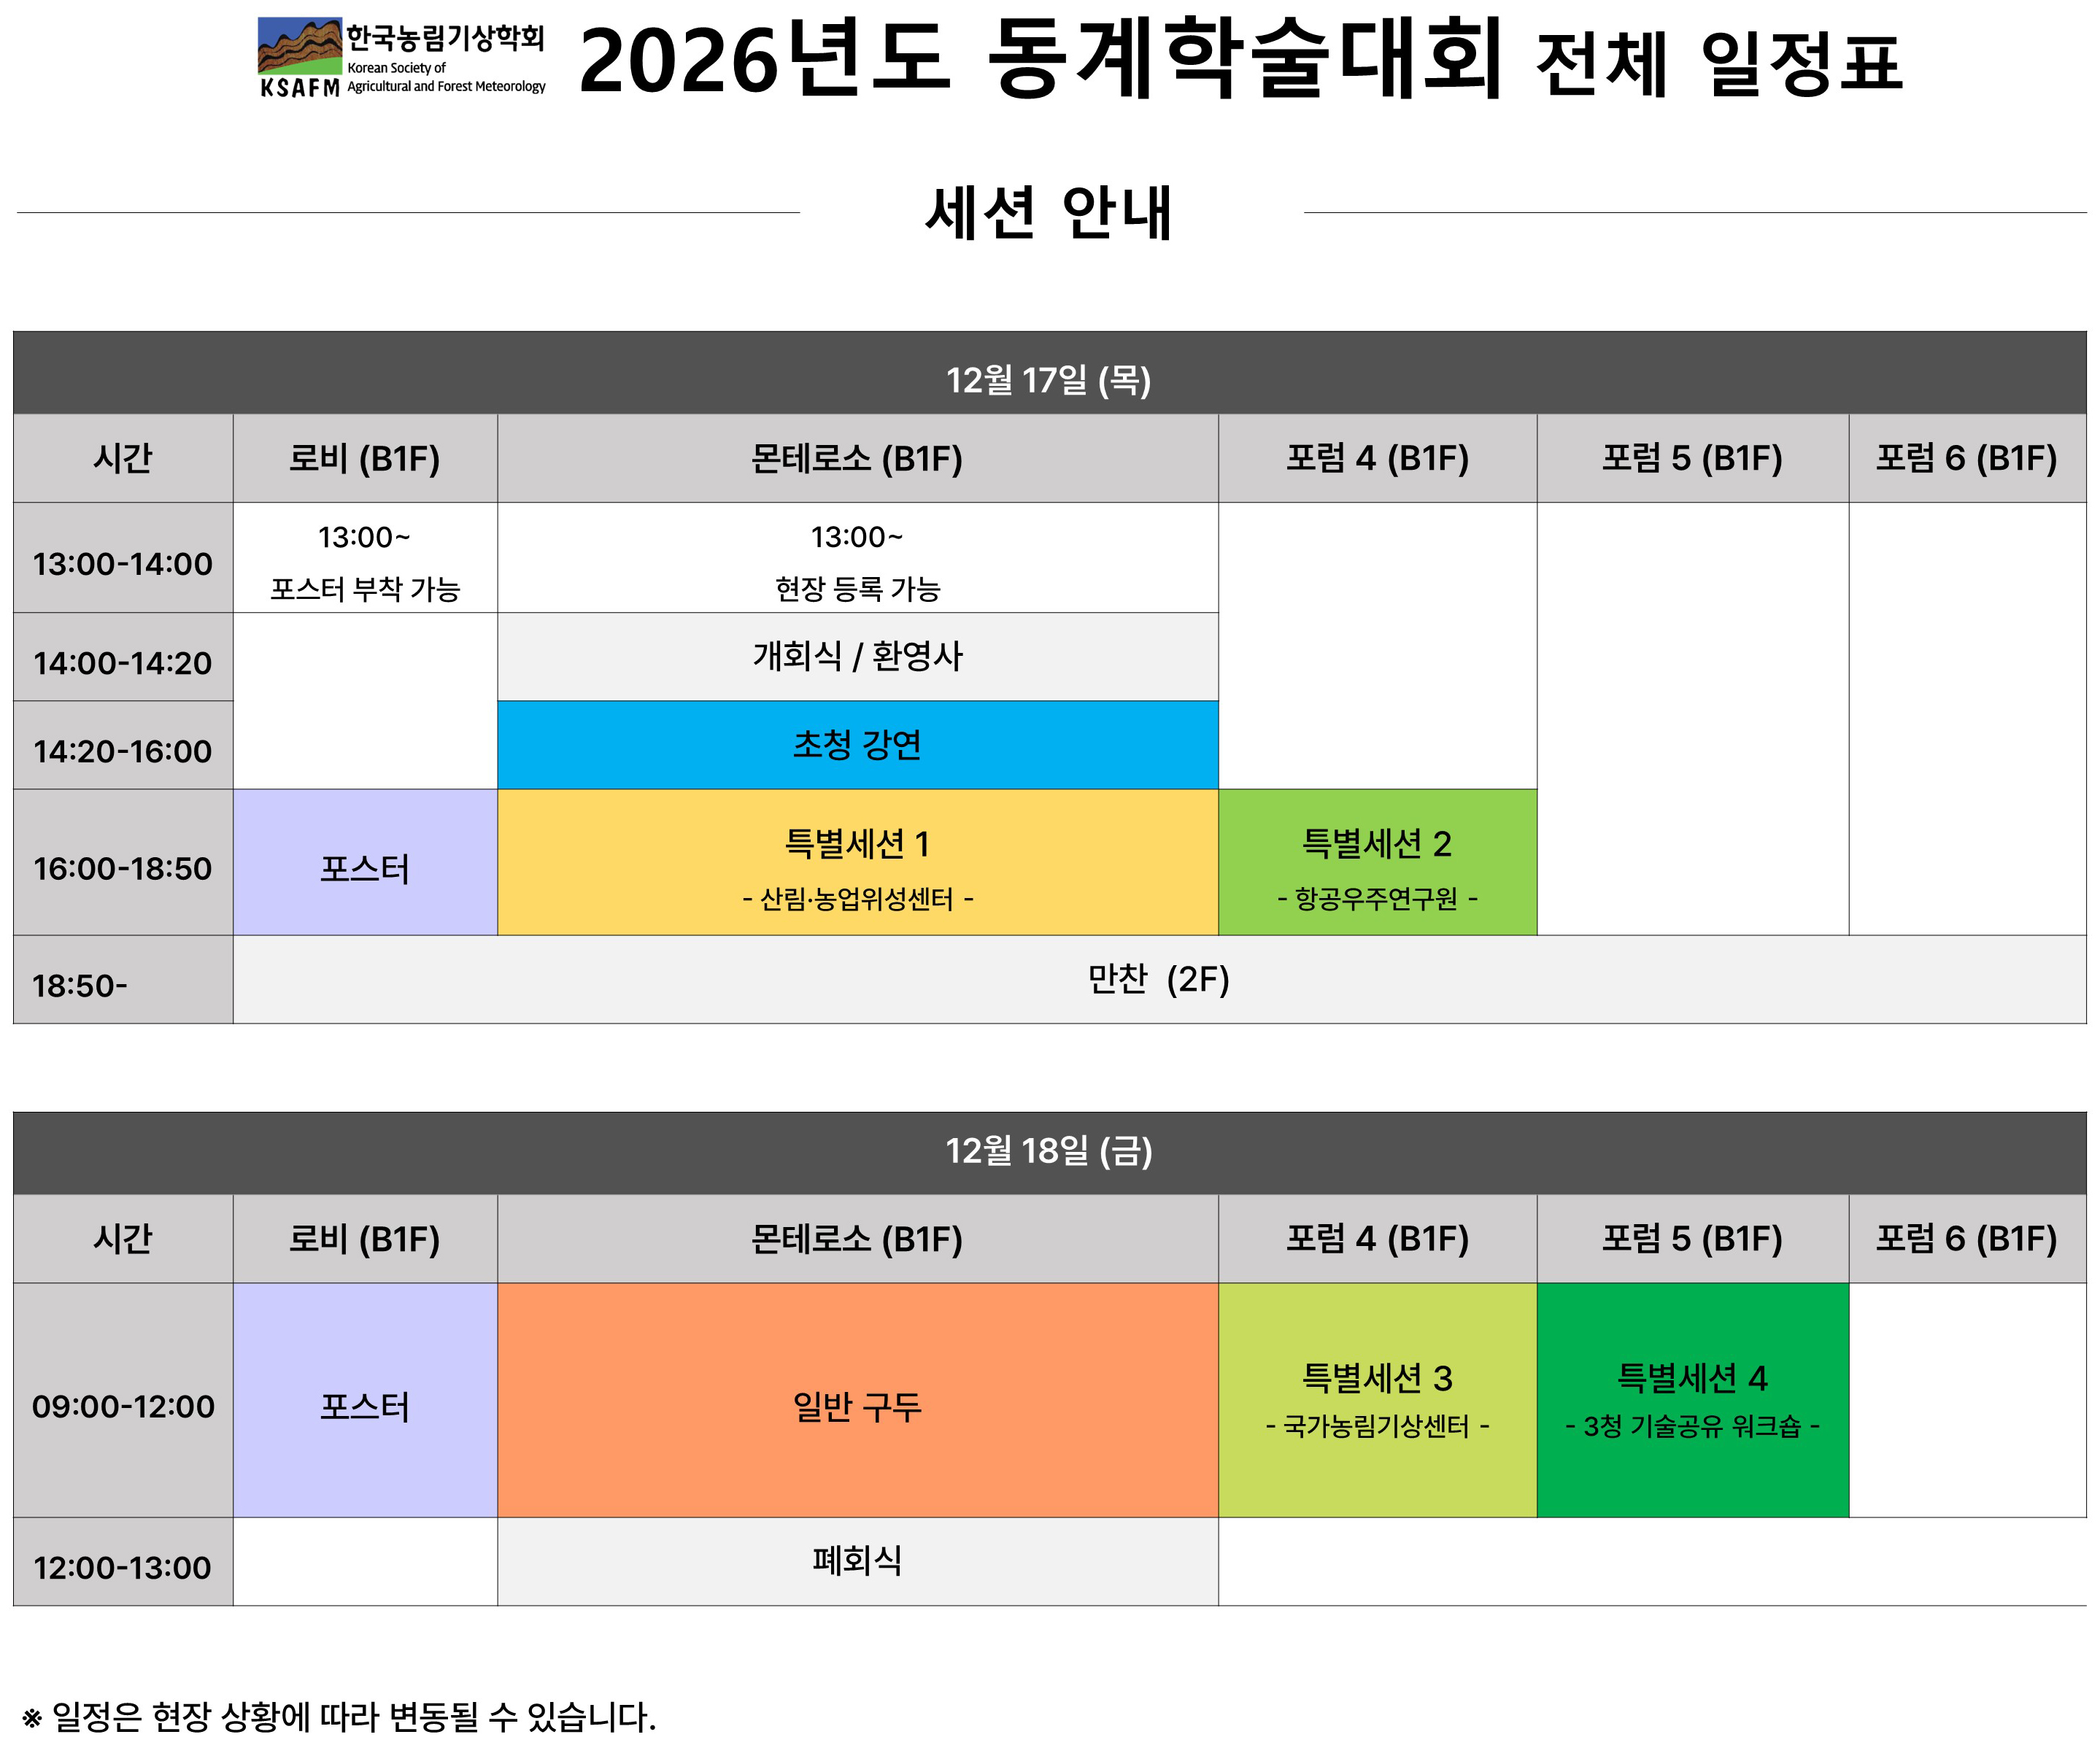 한국농림기상학회
Korean Society of
Agricultural and Forest Meteorology
KSAFM
2026년도 동계학술대회 전체 일정표
세션 안내
12월 17일 (목)
시간 로비 (B1F) 몬테로소 (B1F) 포럼 4 (B1F) 포럼 5 (B1F) 포럼 6 (B1F)
13:00-14:00
13:00~
포스터 부착 가능
13:00~
현장 등록 가능
14:00-14:20 개회식 / 환영사
14:20-16:00 초청 강연
16:00-18:50 포스터
특별세션 1
- 산림·농업위성센터 -
특별세션 2
- 항공우주연구원 -
18:50- 만찬 (2F)
12월 18일 (금)
시간 로비 (B1F) 몬테로소 (B1F) 포럼 4 (B1F) 포럼 5 (B1F) 포럼 6 (B1F)
09:00-12:00 포스터 일반 구두
특별세션 3
- 국가농림기상센터 -
특별세션 4
- 3청 기술공유 워크숍 -
12:00-13:00 폐회식
※ 일정은 현장 상황에 따라 변동될 수 있습니다.